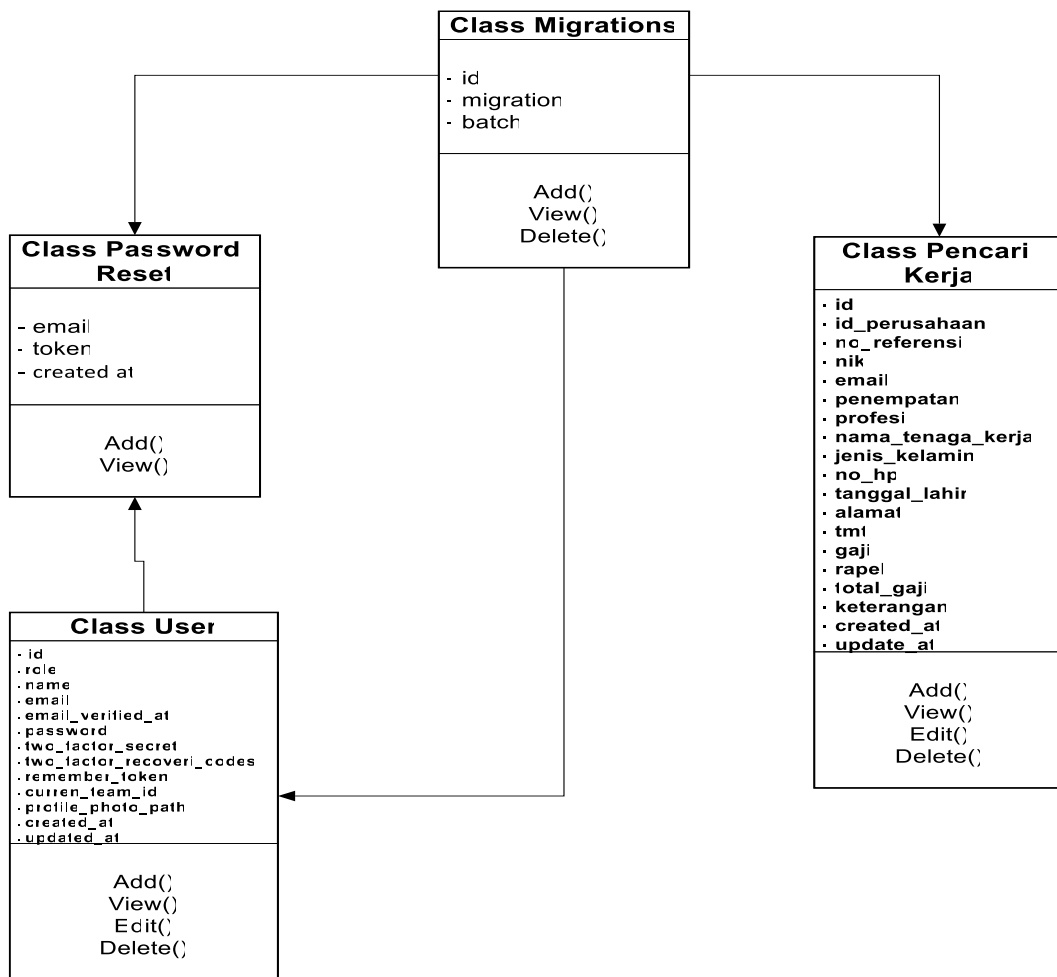 Class Migrations
- id
- migration
- batch
Add()
View()
Delete()
Class Password
Reset
- email
- token
- created at
Add()
View()
Class Pencari
Kerja
- id
- id_perusahaan
- no_referensi
- nik
- email
- penempatan
- profesi
- nama_tenaga_kerja
- jenis_kelamin
- no_hp
- tanggal_lahir
- alamat
- tmt
- gaji
- rapel
- total_gaji
- keterangan
- created_at
- update_at
Add()
View()
Edit()
Delete()
Class User
- id
- role
- name
- email
- email_verified_at
- password
- two_factor_secret
- two_factor_recoveri_codes
- remember_token
- curren_team_id
- profile_photo_path
- created_at
- updated_at
Add()
View()
Edit()
Delete()